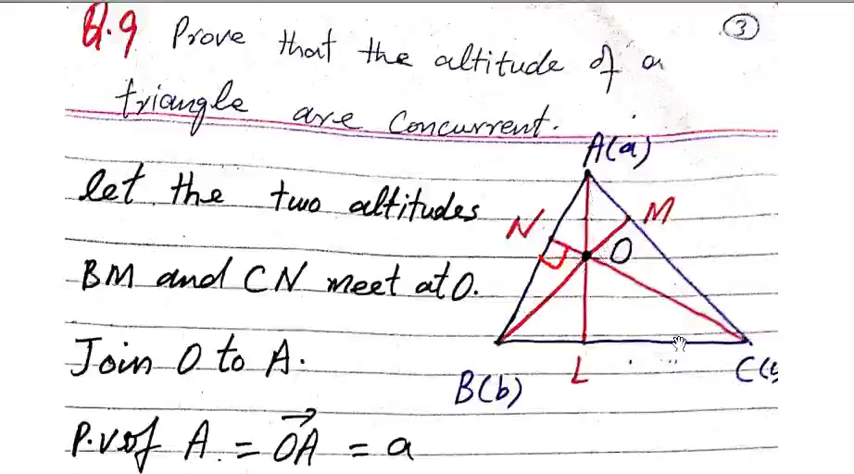 3
Q.9 Prove that the altitude of a
triangle are concurrent.
A(a)
let the two altitudes
N
M
O
BM and CN meet at O.
Join O to A.
B(b)
L
C(c
P.V of A. = OA = a